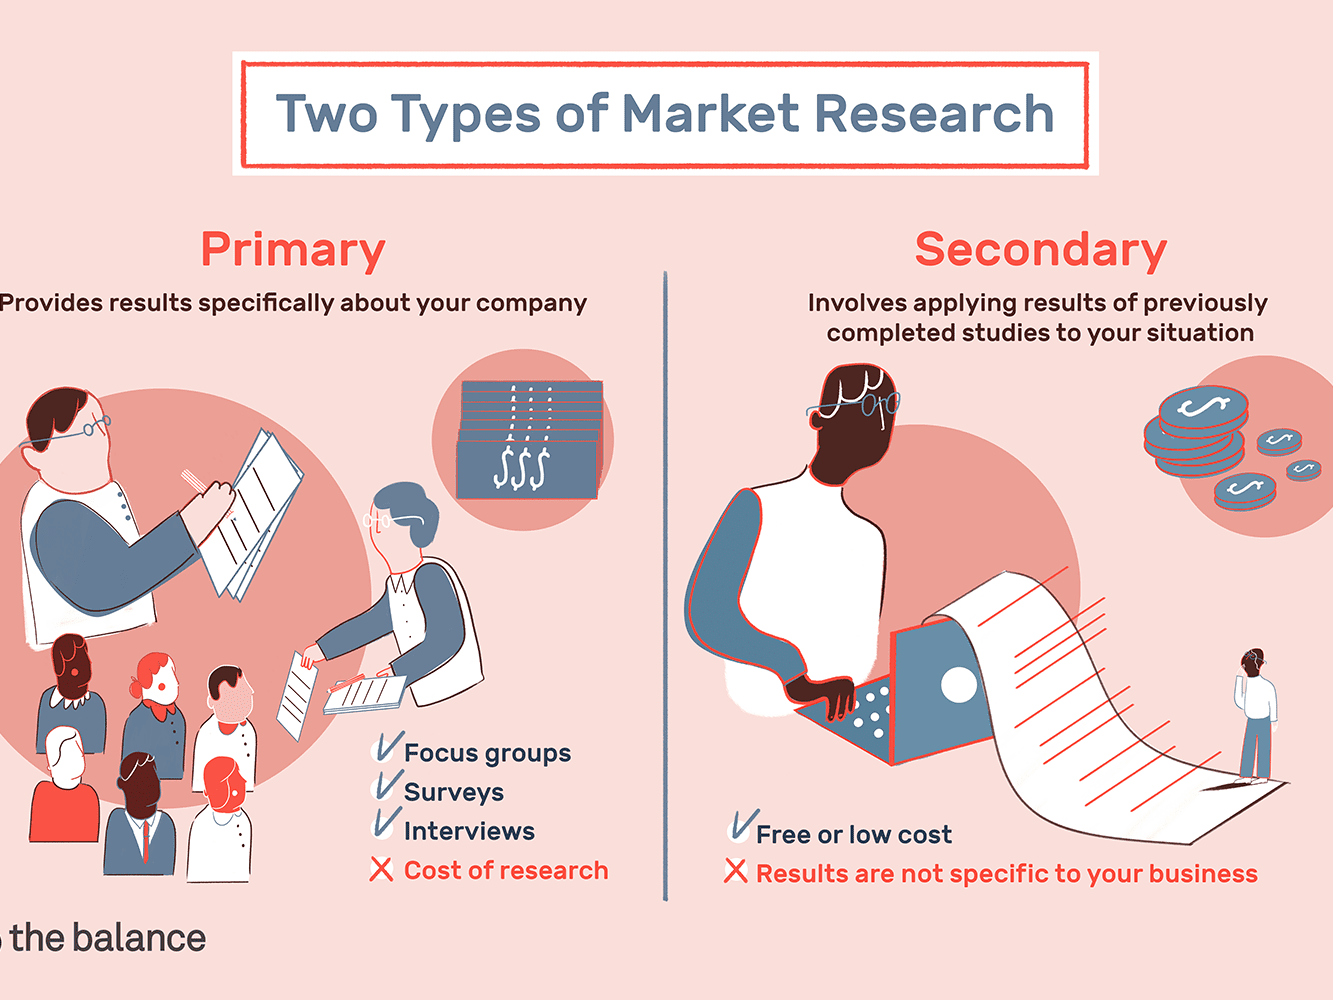 Two Types of Market Research
Primary
Provides results specifically about your company
Focus groups
Surveys
Interviews
Cost of research
Secondary
Involves applying results of previously
completed studies to your situation
Free or low cost
Results are not specific to your business
the balance